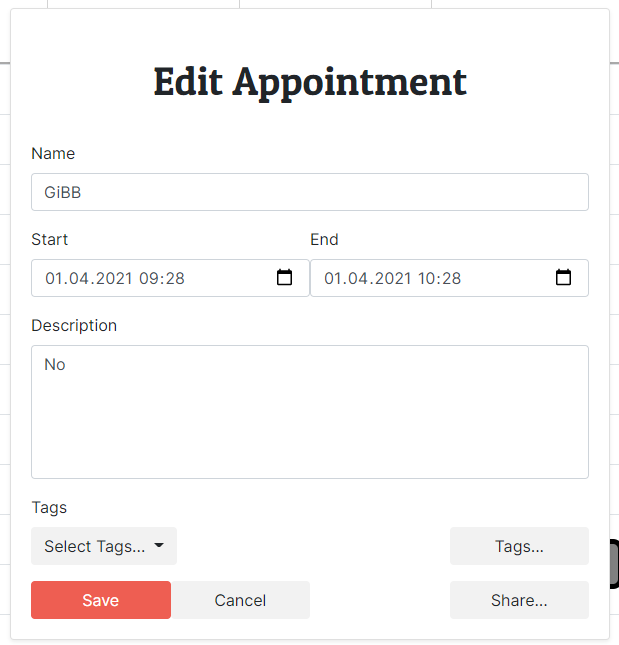 Edit Appointment
Name
GiBB
Start End
01.04.2021 09:28 01.04.2021 10:28
Description
No
Tags
Select Tags... Tags...
Save Cancel Share...